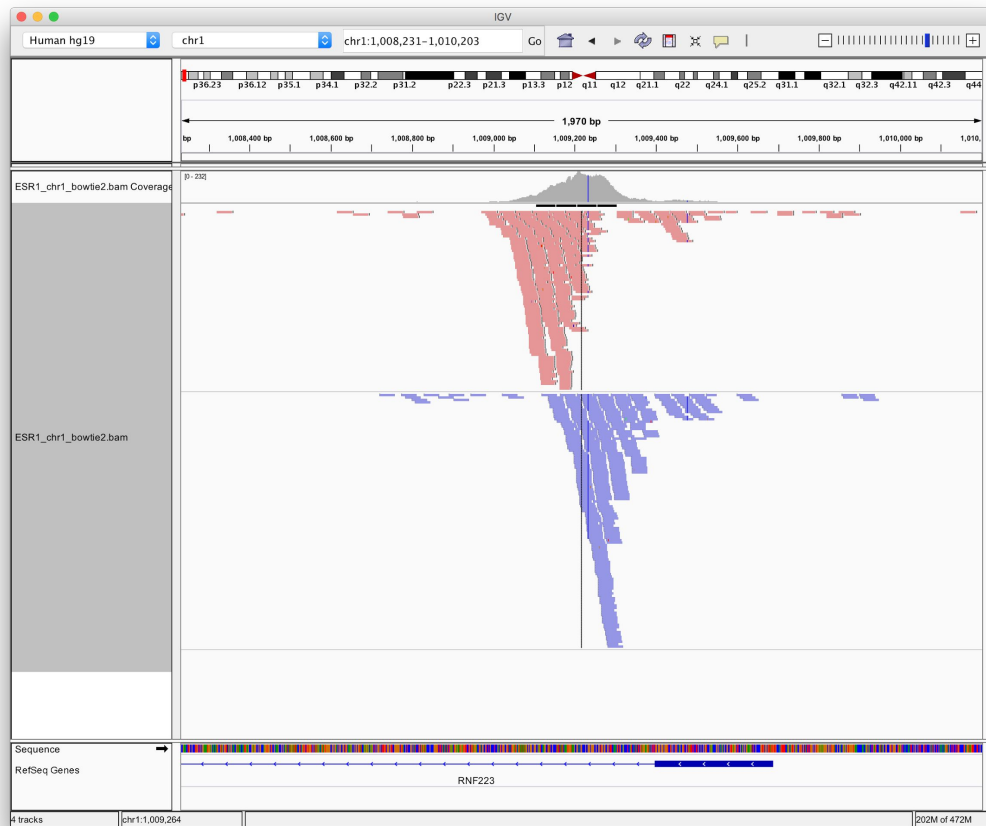 IGV
Human hg19 chr1 chr1:1,008,231-1,010,203 Go
p36.23 p36.12 p35.1 p34.1 p32.2 p31.2 p22.3 p21.3 p13.3 p12 q11 q12 q21.1 q22 q24.1 q25.2 q31.1 q32.1 q32.3 q42.11 q42.3 q44
1,970 bp
bp 1,008,400 bp 1,008,600 bp 1,008,800 bp 1,009,000 bp 1,009,200 bp 1,009,400 bp 1,009,600 bp 1,009,800 bp 1,010,000 bp 1,010,
[0 - 232]
ESR1_chr1_bowtie2.bam Coverage
ESR1_chr1_bowtie2.bam
Sequence
RefSeq Genes
RNF223
4 tracks chr1:1,009,264 202M of 472M